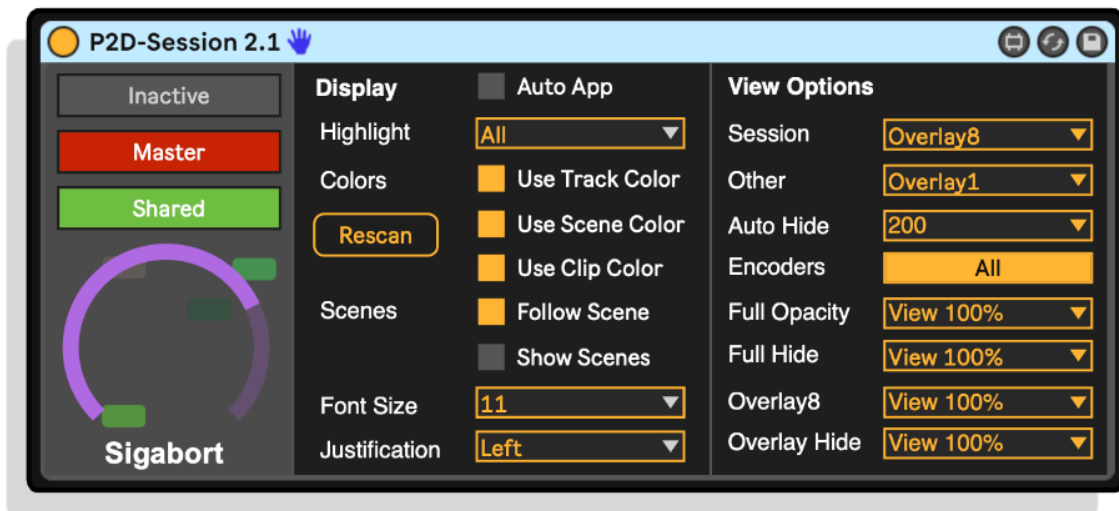 P2D-Session 2.1
Inactive
Master
Shared
Sigabort
Display
Auto App
Highlight
All
Colors
Use Track Color
Rescan
Use Scene Color
Use Clip Color
Scenes
Follow Scene
Show Scenes
Font Size
11
Justification
Left
View Options
Session
Overlay8
Other
Overlay1
Auto Hide
200
Encoders
All
Full Opacity
View 100%
Full Hide
View 100%
Overlay8
View 100%
Overlay Hide
View 100%